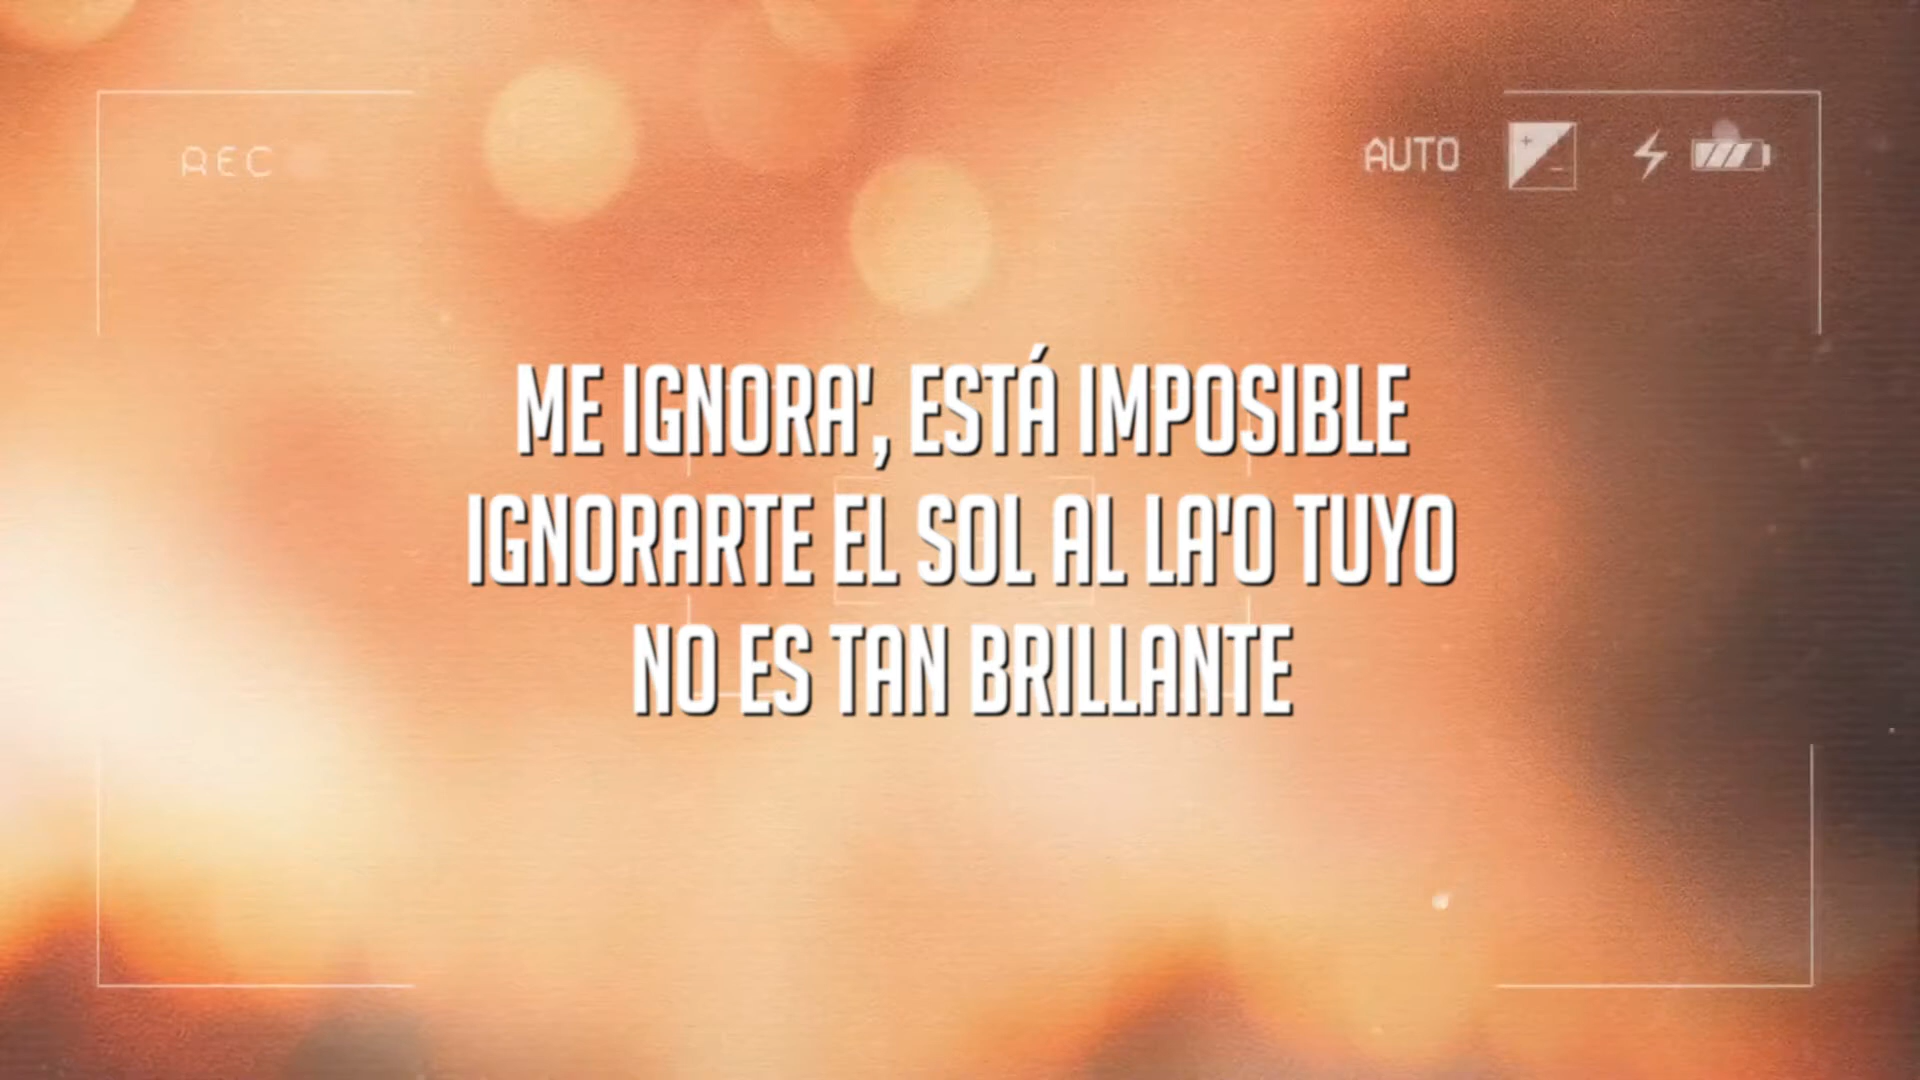 REC
AUTO
ME IGNORA', ESTÁ IMPOSIBLE
IGNORARTE EL SOL AL LA'O TUYO
NO ES TAN BRILLANTE